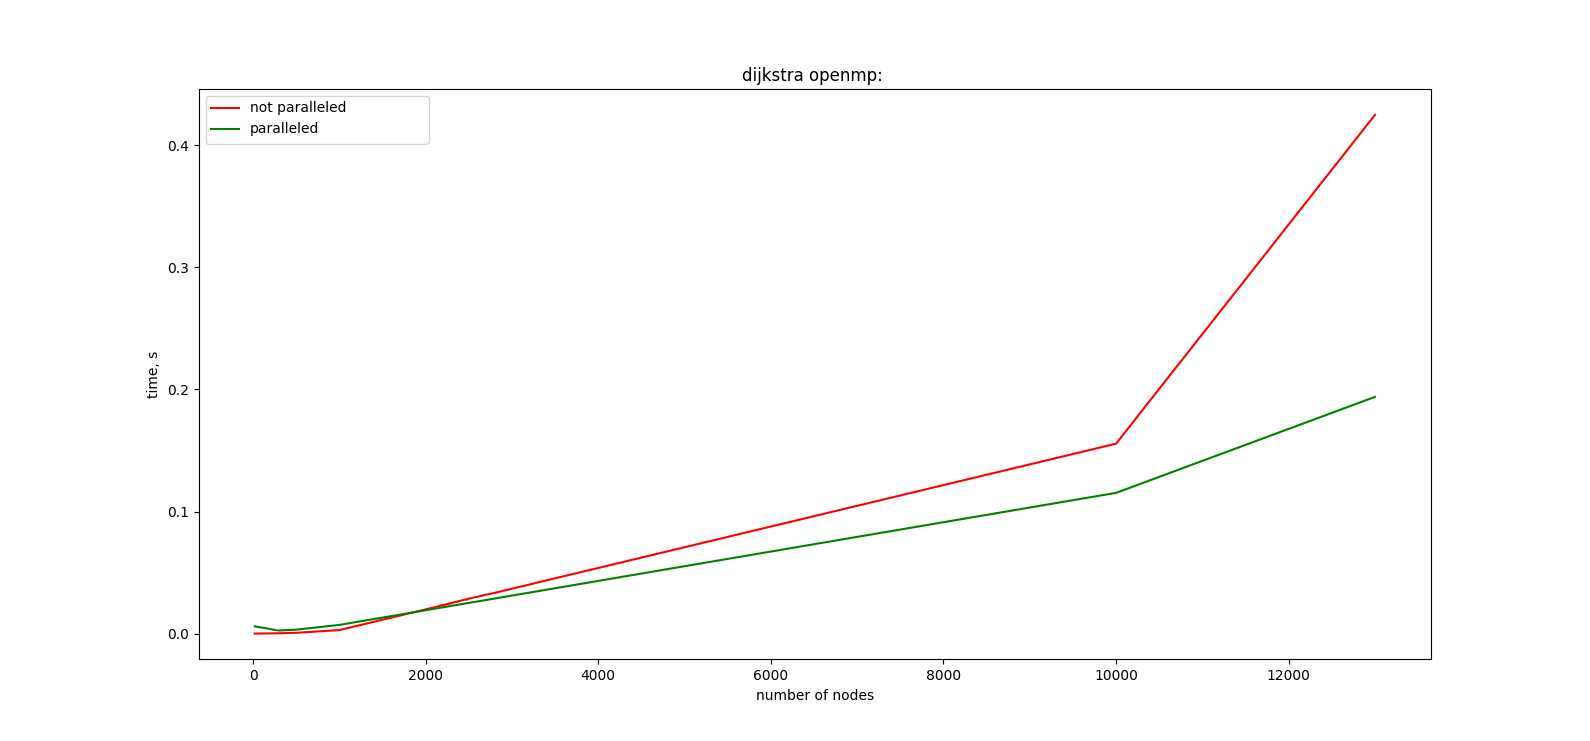 dijkstra openmp:
not paralleled
paralleled
0.4
0.3
0.2
0.1
0.0
time, s
0 2000 4000 6000 8000 10000 12000
number of nodes